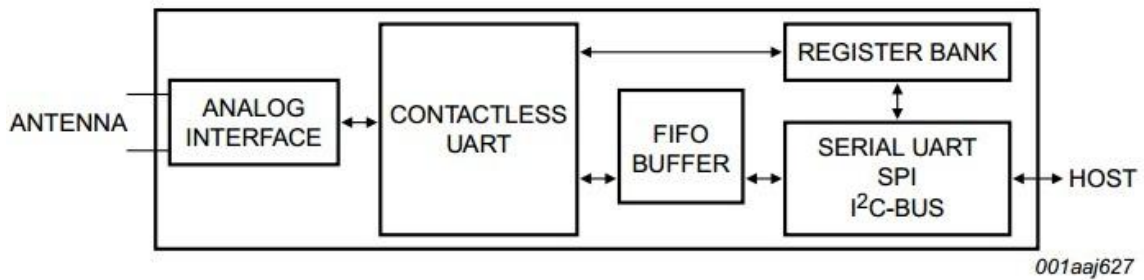 ANTENNA
ANALOG
INTERFACE
CONTACTLESS
UART
REGISTER BANK
FIFO
BUFFER
SERIAL UART
SPI
I²C-BUS
HOST
001aaj627